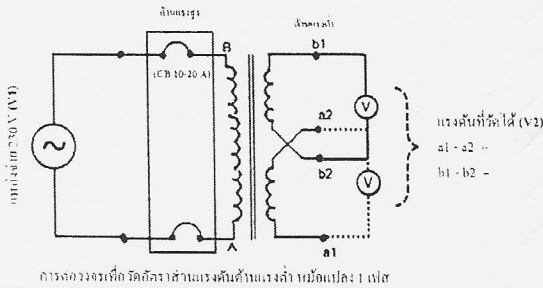 ด้านแรงสูง
ด้านแรงต่ำ
B
b1
(CB 10-20 A)
V
a2
แรงดันที่วัดได้ (V2)
230 V (V1)
a1 - a2 =
b2
b1 - b2 =
V
A
a1
การต่อวงจรเพื่อวัดอัตราส่วนแรงดันด้านแรงต่ำ หม้อแปลง 1 เฟส